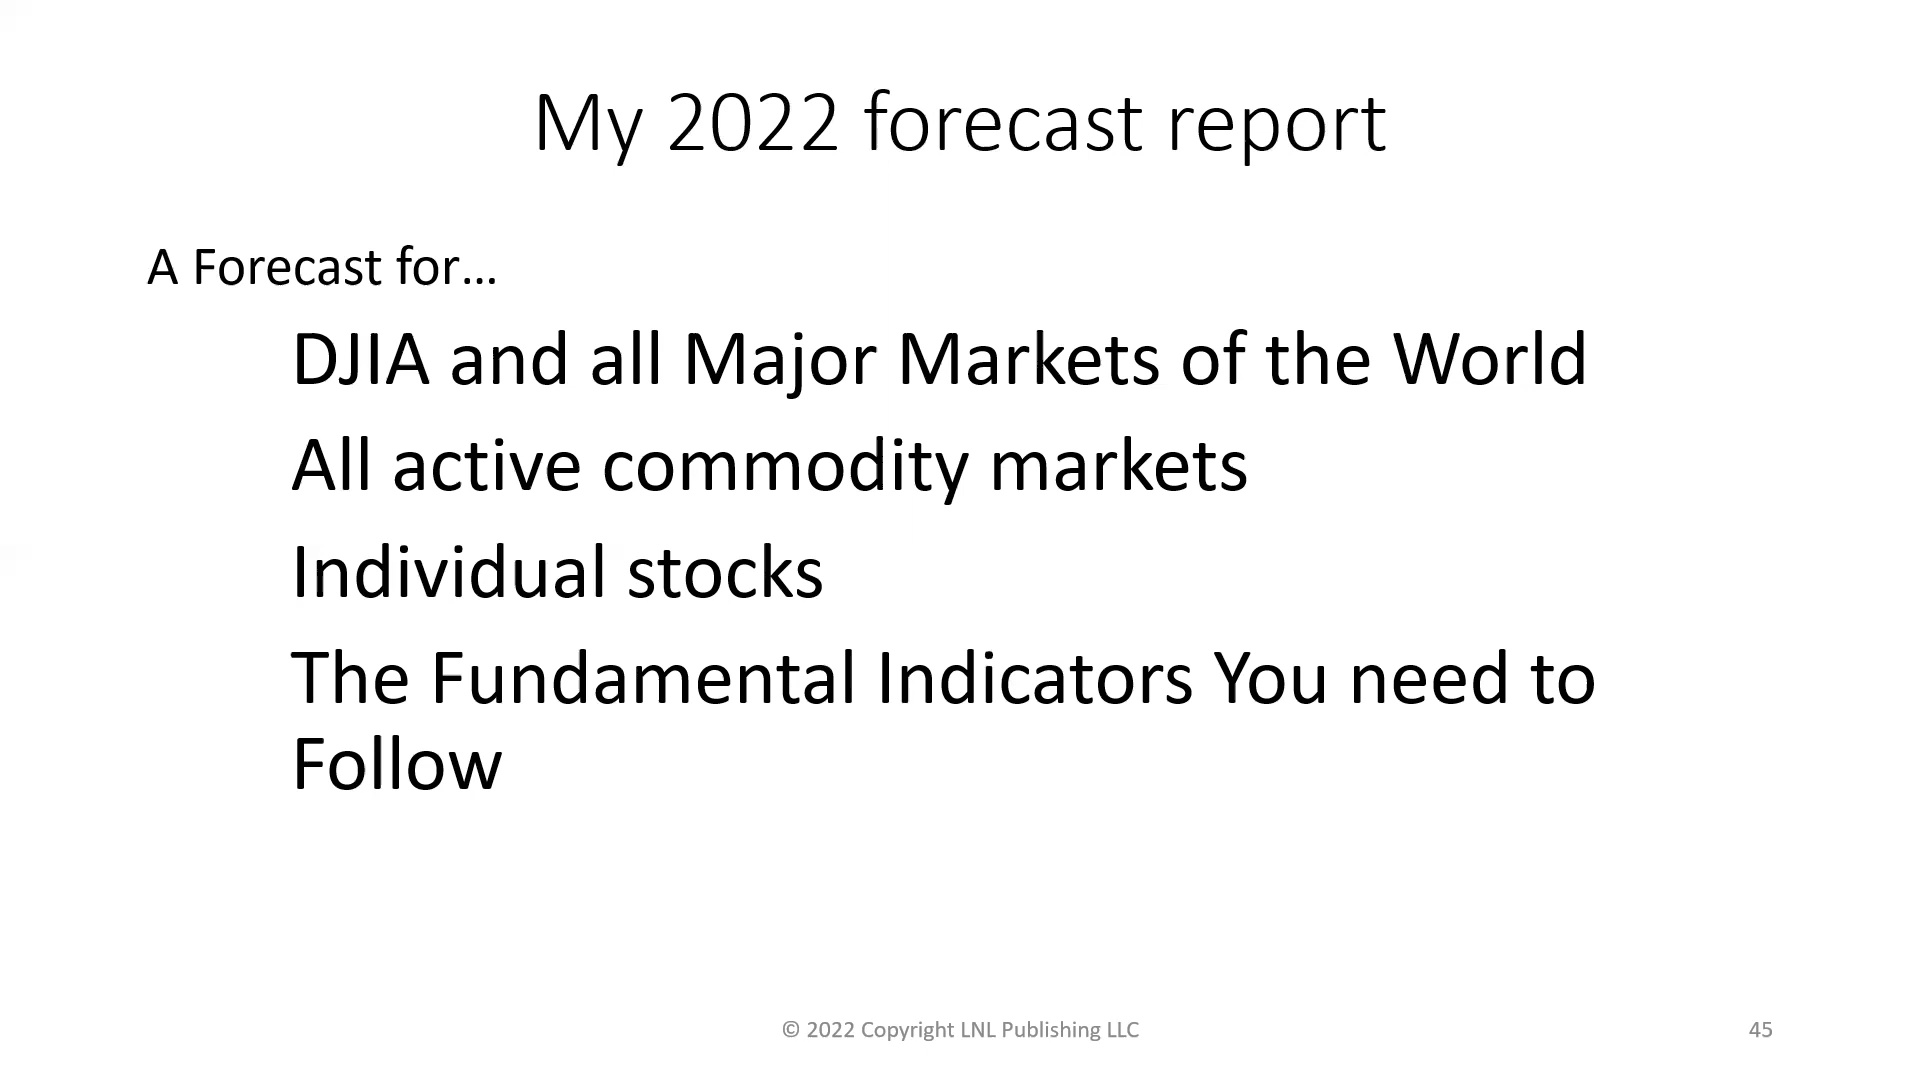 My 2022 forecast report
A Forecast for...
DJIA and all Major Markets of the World
All active commodity markets
Individual stocks
The Fundamental Indicators You need to
Follow
© 2022 Copyright LNL Publishing LLC
45